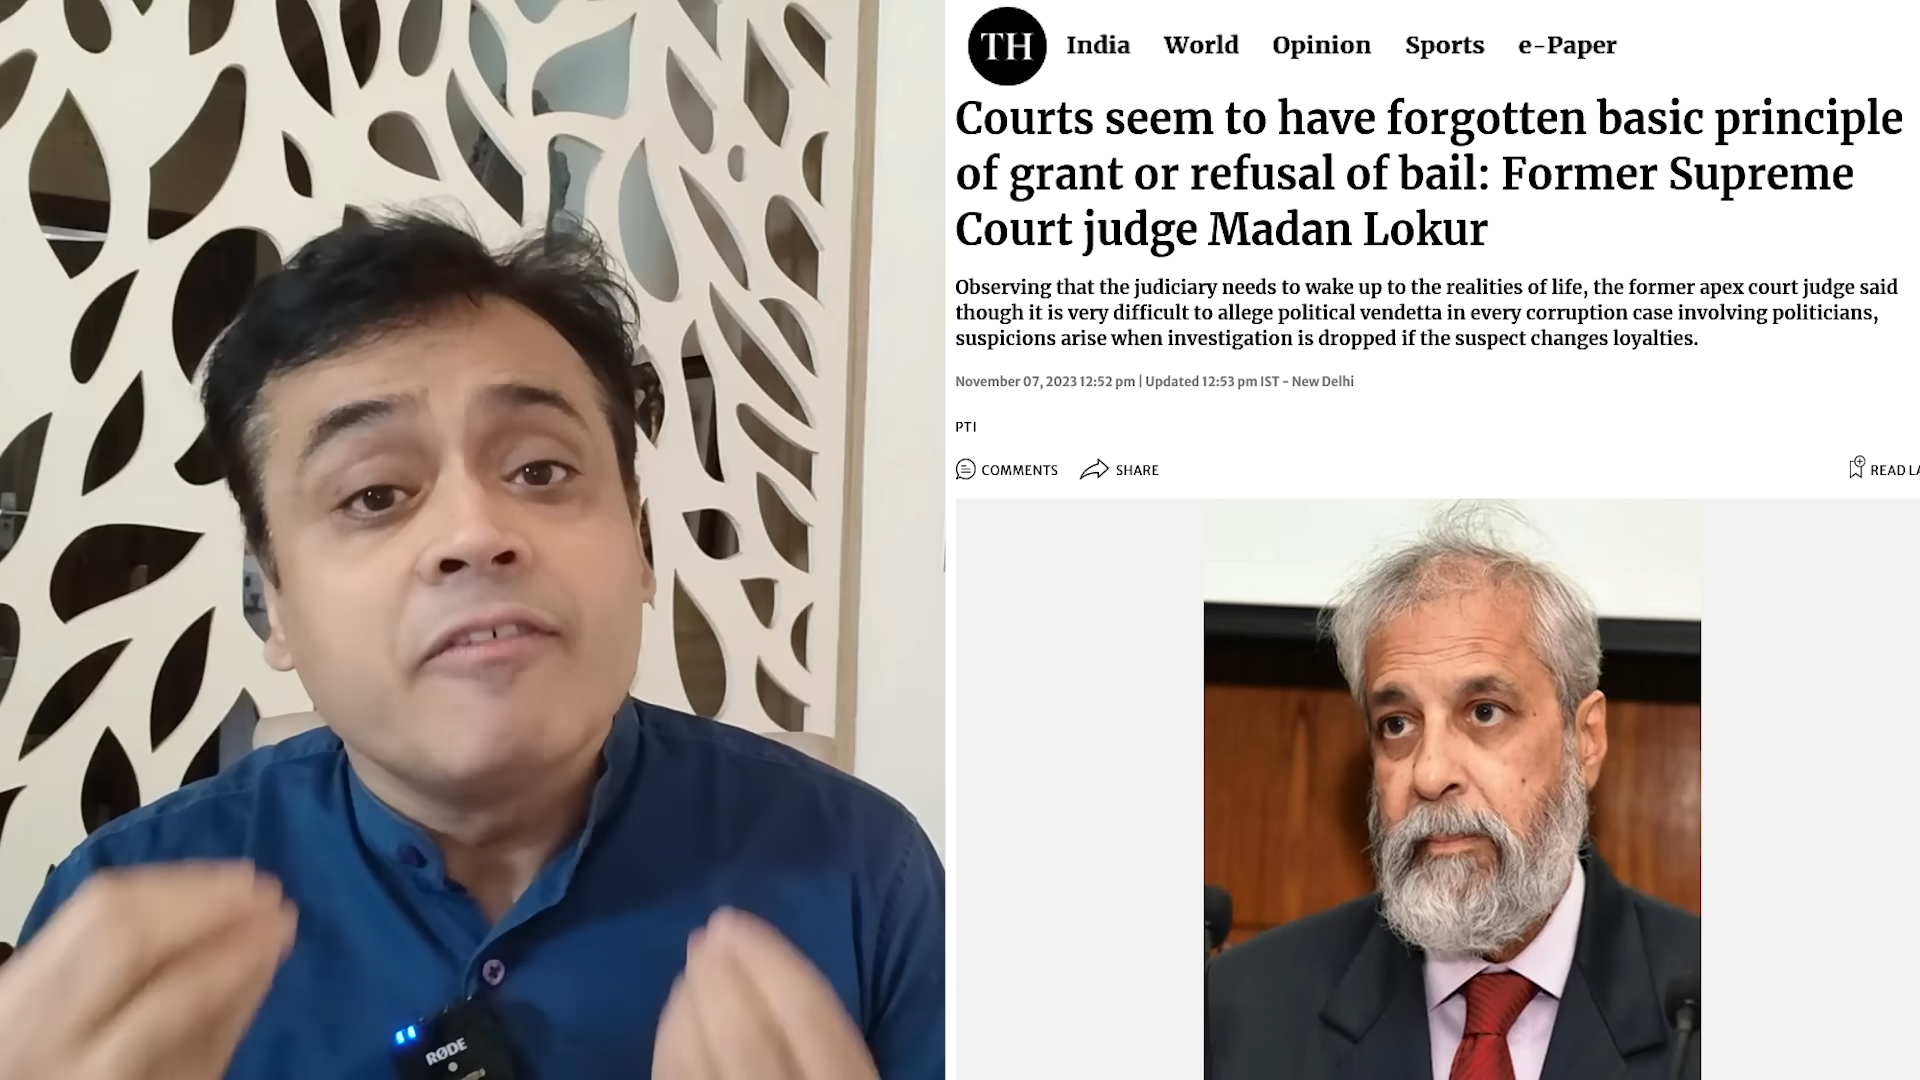 TH India World Opinion Sports e-Paper
Courts seem to have forgotten basic principle
of grant or refusal of bail: Former Supreme
Court judge Madan Lokur
Observing that the judiciary needs to wake up to the realities of life, the former apex court judge said
though it is very difficult to allege political vendetta in every corruption case involving politicians,
suspicions arise when investigation is dropped if the suspect changes loyalties.
November 07, 2023 12:52 pm | Updated 12:53 pm IST - New Delhi
PTI
COMMENTS SHARE READ LA
RØDE